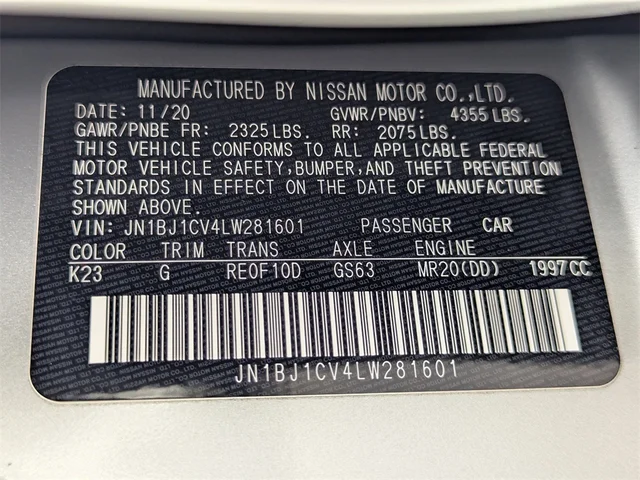 MANUFACTURED BY NISSAN MOTOR CO.,LTD.
DATE: 11/20 GVWR/PNBV: 4355 LBS.
GAWR/PNBE FR: 2325 LBS. RR: 2075 LBS.
THIS VEHICLE CONFORMS TO ALL APPLICABLE FEDERAL
MOTOR VEHICLE SAFETY, BUMPER, AND THEFT PREVENTION
STANDARDS IN EFFECT ON THE DATE OF MANUFACTURE
SHOWN ABOVE.
VIN: JN1BJ1CV4LW281601 PASSENGER CAR
COLOR TRIM TRANS AXLE ENGINE
K23 G RE0F10D GS63 MR20(DD) 1997CC
JN1BJ1CV4LW281601